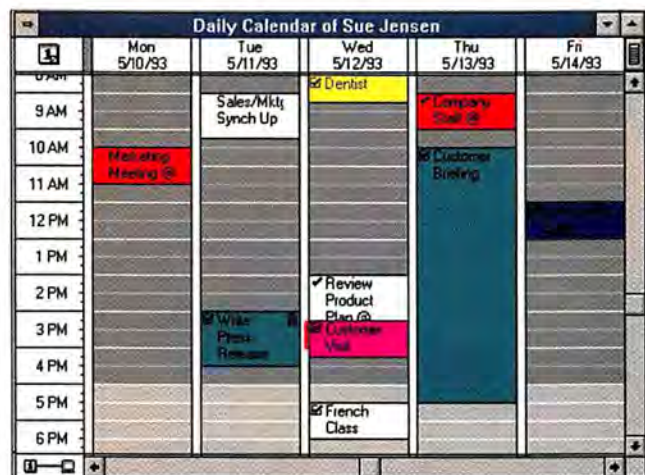 Daily Calendar of Sue Jensen
Mon
5/10/93
Tue
5/11/93
Wed
5/12/93
Thu
5/13/93
Fri
5/14/93
9 AM
10 AM
11 AM
12 PM
1 PM
2 PM
3 PM
4 PM
5 PM
6 PM
Marketing
Meeting @
Sales/Mktg
Synch Up
Write
Press
Release
Dentist
Review
Product
Plan @
Customer
Visit
French
Class
Company
Staff @
Customer
Briefing